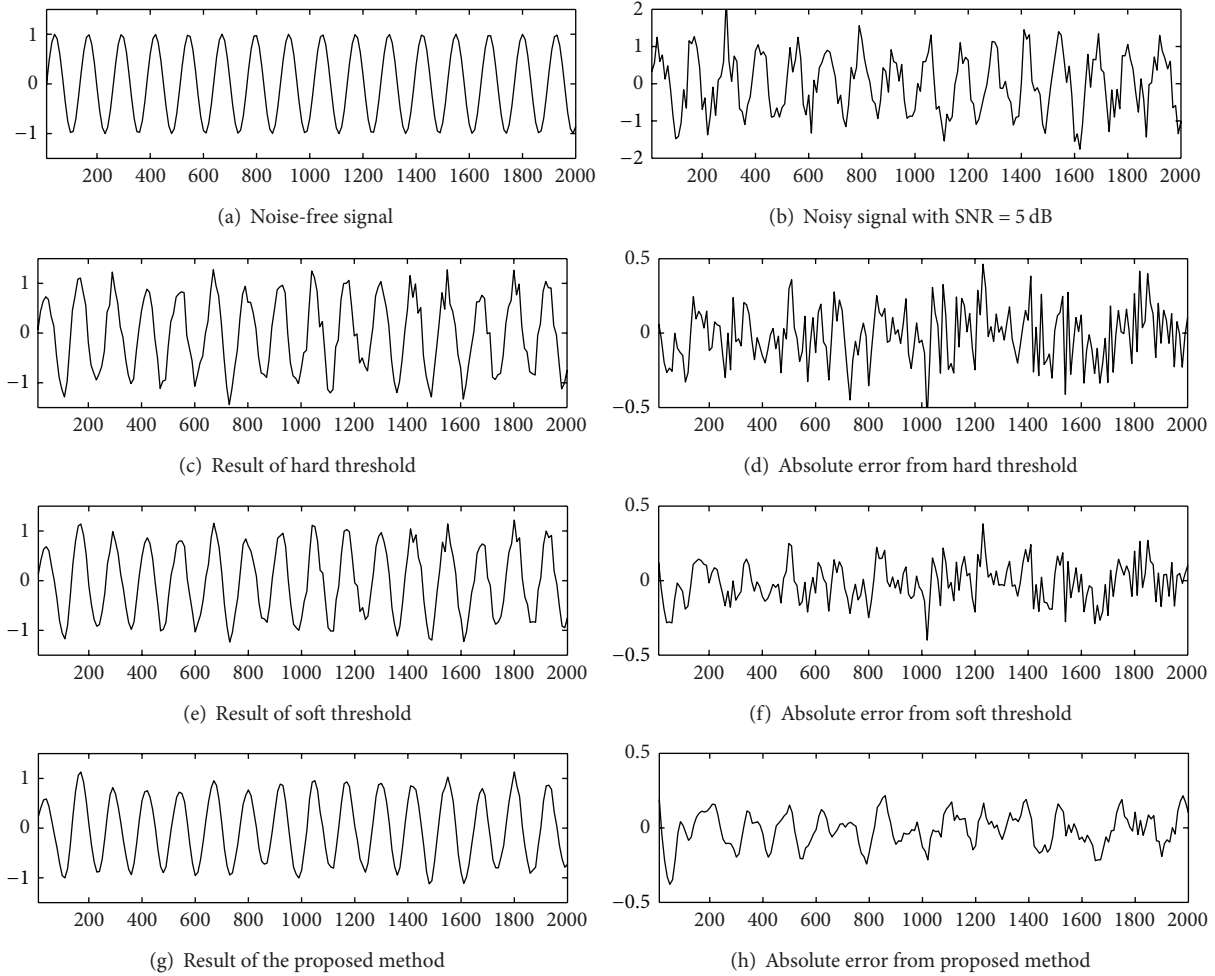 1
0
−1
200 400 600 800 1000 1200 1400 1600 1800 2000
(a) Noise-free signal
2
1
0
−1
−2
200 400 600 800 1000 1200 1400 1600 1800 2000
(b) Noisy signal with SNR = 5 dB
1
0
−1
200 400 600 800 1000 1200 1400 1600 1800 2000
(c) Result of hard threshold
0.5
0
−0.5
200 400 600 800 1000 1200 1400 1600 1800 2000
(d) Absolute error from hard threshold
1
0
−1
200 400 600 800 1000 1200 1400 1600 1800 2000
(e) Result of soft threshold
0.5
0
−0.5
200 400 600 800 1000 1200 1400 1600 1800 2000
(f) Absolute error from soft threshold
1
0
−1
200 400 600 800 1000 1200 1400 1600 1800 2000
(g) Result of the proposed method
0.5
0
−0.5
200 400 600 800 1000 1200 1400 1600 1800 2000
(h) Absolute error from proposed method